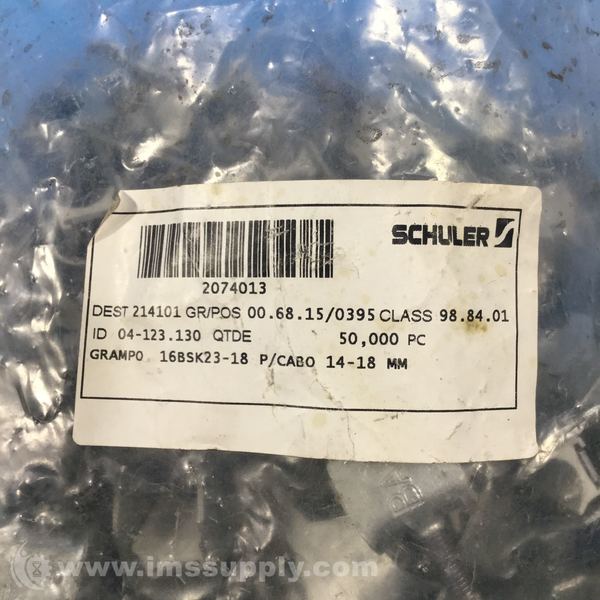 SCHULER
2074013
DEST 214101 GR/POS 00.68.15/0395 CLASS 98.84.01
ID 04-123.130 QTDE 50,000 PC
GRAMPO 16BSK23-18 P/CABO 14-18 MM
www.imssupply.com